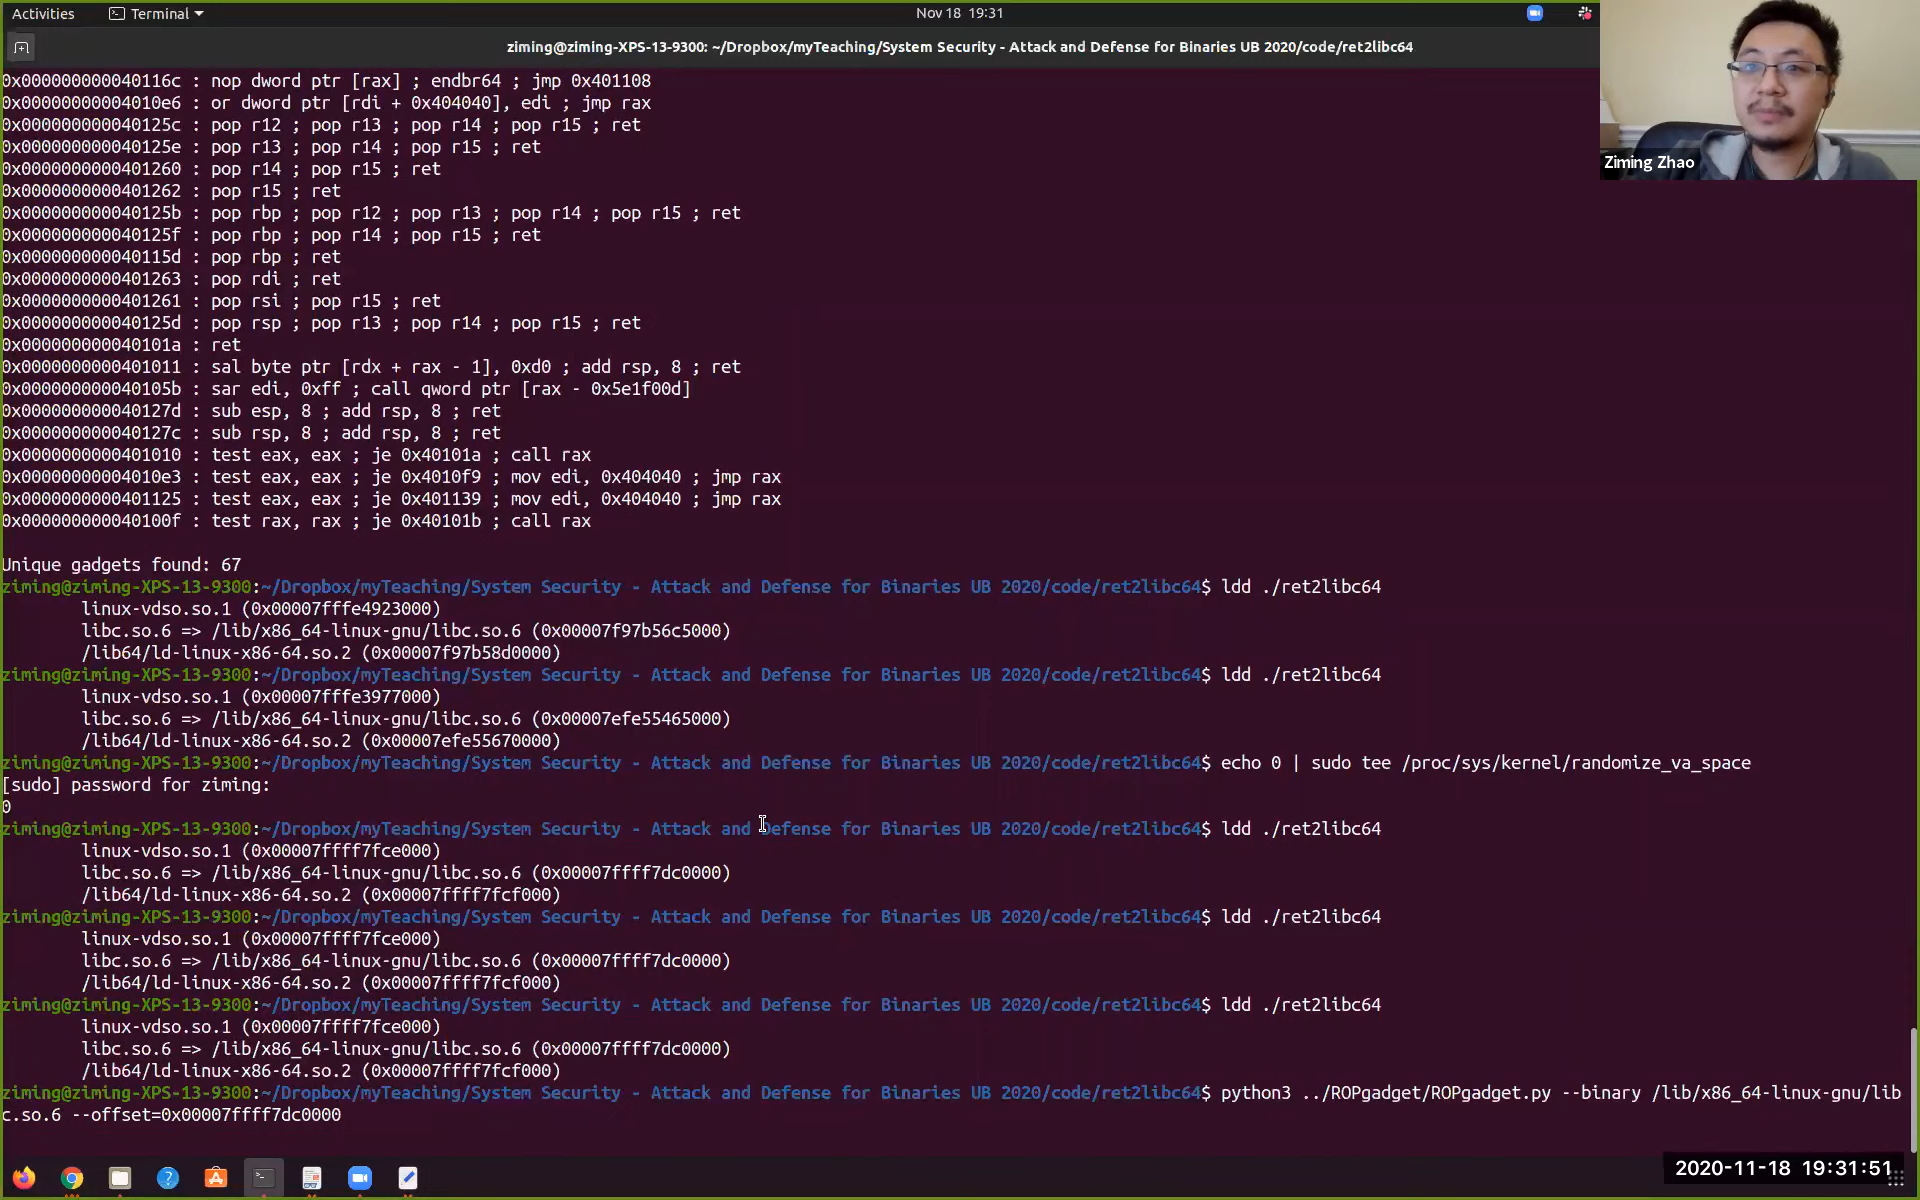 Activities
Terminal
Nov 18 19:31
ziming@ziming-XPS-13-9300: ~/Dropbox/myTeaching/System Security - Attack and Defense for Binaries UB 2020/code/ret2libc64
Ziming Zhao
0x000000000040116c : nop dword ptr [rax] ; endbr64 ; jmp 0x401108
0x00000000004010e6 : or dword ptr [rdi + 0x404040], edi ; jmp rax
0x000000000040125c : pop r12 ; pop r13 ; pop r14 ; pop r15 ; ret
0x000000000040125e : pop r13 ; pop r14 ; pop r15 ; ret
0x0000000000401260 : pop r14 ; pop r15 ; ret
0x0000000000401262 : pop r15 ; ret
0x000000000040125b : pop rbp ; pop r12 ; pop r13 ; pop r14 ; pop r15 ; ret
0x000000000040125f : pop rbp ; pop r14 ; pop r15 ; ret
0x000000000040115d : pop rbp ; ret
0x0000000000401263 : pop rdi ; ret
0x0000000000401261 : pop rsi ; pop r15 ; ret
0x000000000040125d : pop rsp ; pop r13 ; pop r14 ; pop r15 ; ret
0x000000000040101a : ret
0x0000000000401011 : sal byte ptr [rdx + rax - 1], 0xd0 ; add rsp, 8 ; ret
0x000000000040105b : sar edi, 0xff ; call qword ptr [rax - 0x5e1f00d]
0x000000000040127d : sub esp, 8 ; add rsp, 8 ; ret
0x000000000040127c : sub rsp, 8 ; add rsp, 8 ; ret
0x0000000000401010 : test eax, eax ; je 0x40101a ; call rax
0x00000000004010e3 : test eax, eax ; je 0x4010f9 ; mov edi, 0x404040 ; jmp rax
0x0000000000401125 : test eax, eax ; je 0x401139 ; mov edi, 0x404040 ; jmp rax
0x000000000040100f : test rax, rax ; je 0x40101b ; call rax
Unique gadgets found: 67
ziming@ziming-XPS-13-9300:~/Dropbox/myTeaching/System Security - Attack and Defense for Binaries UB 2020/code/ret2libc64$ ldd ./ret2libc64
linux-vdso.so.1 (0x00007fffe4923000)
libc.so.6 => /lib/x86_64-linux-gnu/libc.so.6 (0x00007f97b56c5000)
/lib64/ld-linux-x86-64.so.2 (0x00007f97b58d0000)
ziming@ziming-XPS-13-9300:~/Dropbox/myTeaching/System Security - Attack and Defense for Binaries UB 2020/code/ret2libc64$ ldd ./ret2libc64
linux-vdso.so.1 (0x00007fffe3977000)
libc.so.6 => /lib/x86_64-linux-gnu/libc.so.6 (0x00007efe55465000)
/lib64/ld-linux-x86-64.so.2 (0x00007efe55670000)
ziming@ziming-XPS-13-9300:~/Dropbox/myTeaching/System Security - Attack and Defense for Binaries UB 2020/code/ret2libc64$ echo 0 | sudo tee /proc/sys/kernel/randomize_va_space
[sudo] password for ziming:
0
ziming@ziming-XPS-13-9300:~/Dropbox/myTeaching/System Security - Attack and Defense for Binaries UB 2020/code/ret2libc64$ ldd ./ret2libc64
linux-vdso.so.1 (0x00007ffff7fce000)
libc.so.6 => /lib/x86_64-linux-gnu/libc.so.6 (0x00007ffff7dc0000)
/lib64/ld-linux-x86-64.so.2 (0x00007ffff7fcf000)
ziming@ziming-XPS-13-9300:~/Dropbox/myTeaching/System Security - Attack and Defense for Binaries UB 2020/code/ret2libc64$ ldd ./ret2libc64
linux-vdso.so.1 (0x00007ffff7fce000)
libc.so.6 => /lib/x86_64-linux-gnu/libc.so.6 (0x00007ffff7dc0000)
/lib64/ld-linux-x86-64.so.2 (0x00007ffff7fcf000)
ziming@ziming-XPS-13-9300:~/Dropbox/myTeaching/System Security - Attack and Defense for Binaries UB 2020/code/ret2libc64$ ldd ./ret2libc64
linux-vdso.so.1 (0x00007ffff7fce000)
libc.so.6 => /lib/x86_64-linux-gnu/libc.so.6 (0x00007ffff7dc0000)
/lib64/ld-linux-x86-64.so.2 (0x00007ffff7fcf000)
ziming@ziming-XPS-13-9300:~/Dropbox/myTeaching/System Security - Attack and Defense for Binaries UB 2020/code/ret2libc64$ python3 ../ROPgadget/ROPgadget.py --binary /lib/x86_64-linux-gnu/lib
c.so.6 --offset=0x00007ffff7dc0000
2020-11-18 19:31:51